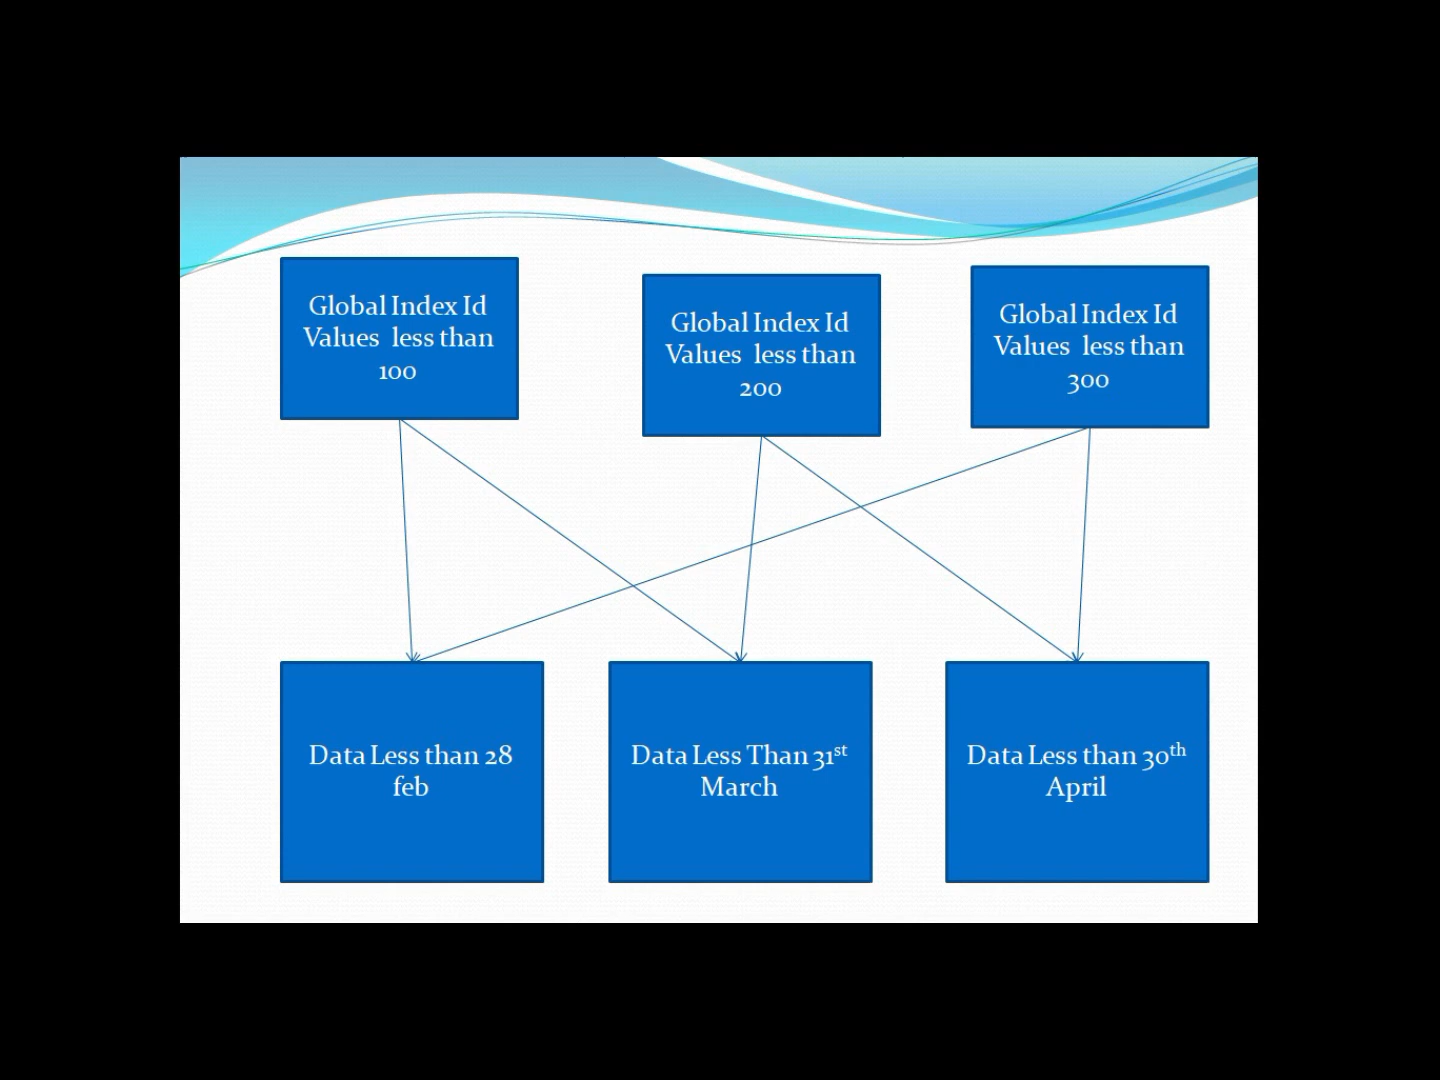 Global Index Id
Values  less than
100
Global Index Id
Values  less than
200
Global Index Id
Values  less than
300
Data Less than 28
feb
Data Less Than 31st
March
Data Less than 30th
April